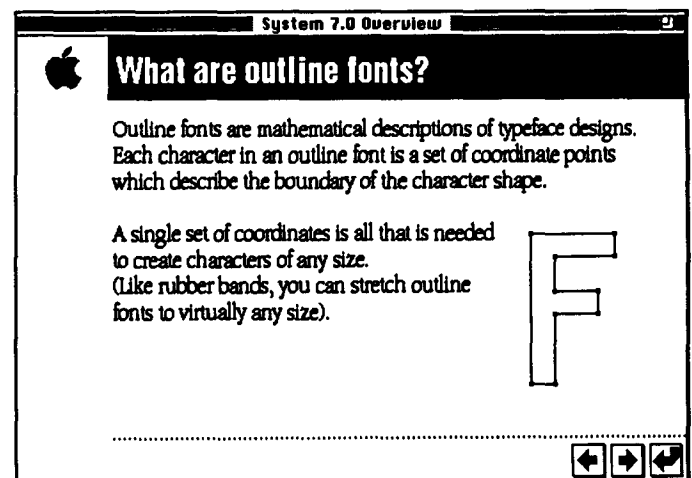 System 7.0 Overview
What are outline fonts?
Outline fonts are mathematical descriptions of typeface designs.
Each character in an outline font is a set of coordinate points
which describe the boundary of the character shape.
A single set of coordinates is all that is needed
to create characters of any size.
(Like rubber bands, you can stretch outline
fonts to virtually any size).
F